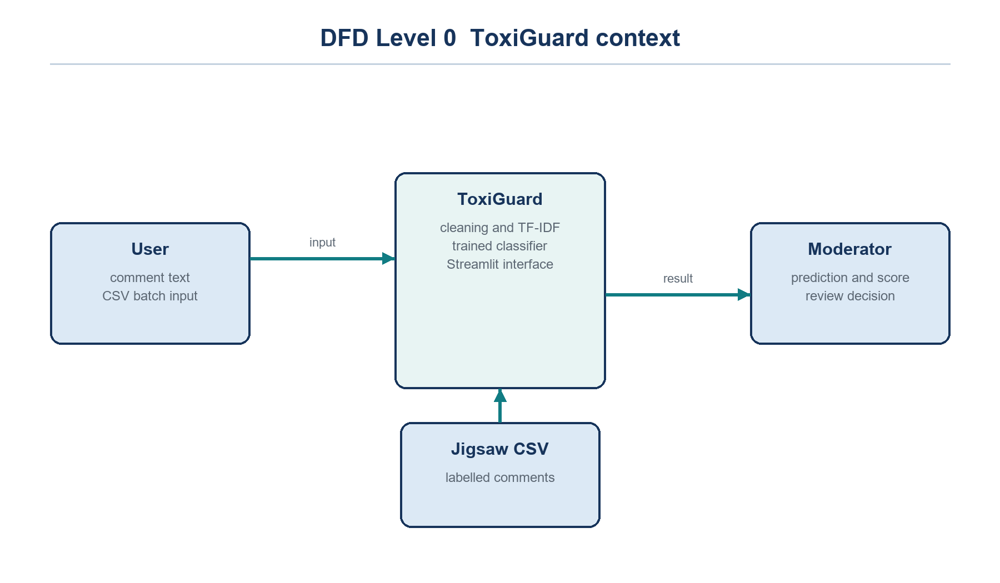 DFD Level 0  ToxiGuard context
User
comment text
CSV batch input
input
ToxiGuard
cleaning and TF-IDF
trained classifier
Streamlit interface
result
Moderator
prediction and score
review decision
Jigsaw CSV
labelled comments